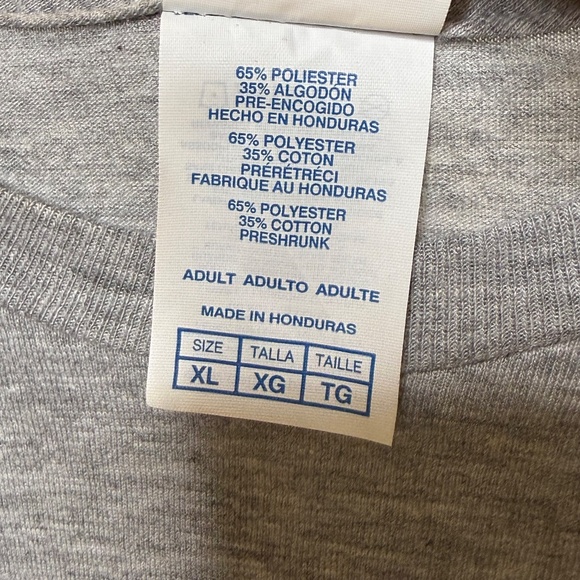 65% POLIESTER
35% ALGODÓN
PRE-ENCOGIDO
HECHO EN HONDURAS
65% POLYESTER
35% COTON
PRÉRÉTRÉCI
FABRIQUE AU HONDURAS
65% POLYESTER
35% COTTON
PRESHRUNK
ADULT ADULTO ADULTE
MADE IN HONDURAS
SIZE TALLA TAILLE
XL XG TG